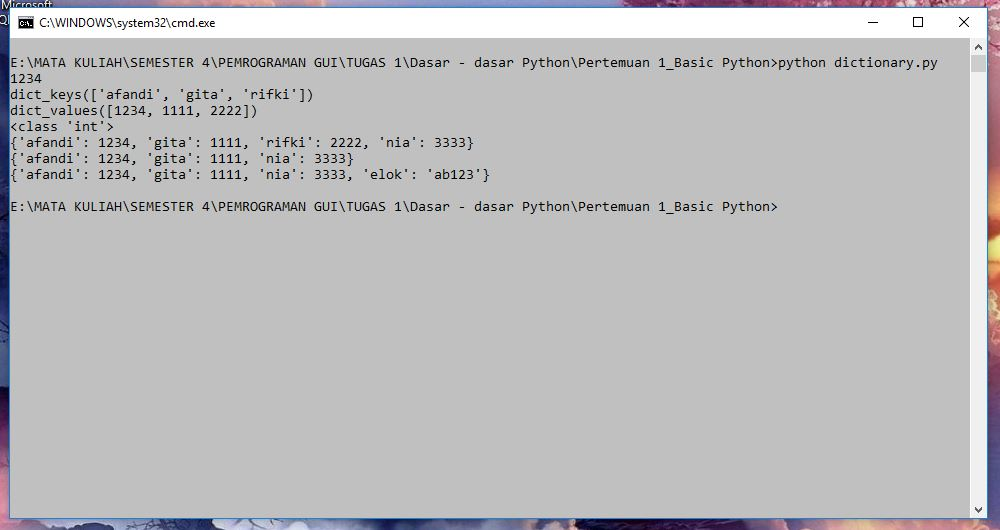 Microsoft
C:\WINDOWS\system32\cmd.exe
E:\MATA KULIAH\SEMESTER 4\PEMROGRAMAN GUI\TUGAS 1\Dasar - dasar Python\Pertemuan 1_Basic Python>python dictionary.py
1234
dict_keys(['afandi', 'gita', 'rifki'])
dict_values([1234, 1111, 2222])
<class 'int'>
{'afandi': 1234, 'gita': 1111, 'rifki': 2222, 'nia': 3333}
{'afandi': 1234, 'gita': 1111, 'nia': 3333}
{'afandi': 1234, 'gita': 1111, 'nia': 3333, 'elok': 'ab123'}
E:\MATA KULIAH\SEMESTER 4\PEMROGRAMAN GUI\TUGAS 1\Dasar - dasar Python\Pertemuan 1_Basic Python>